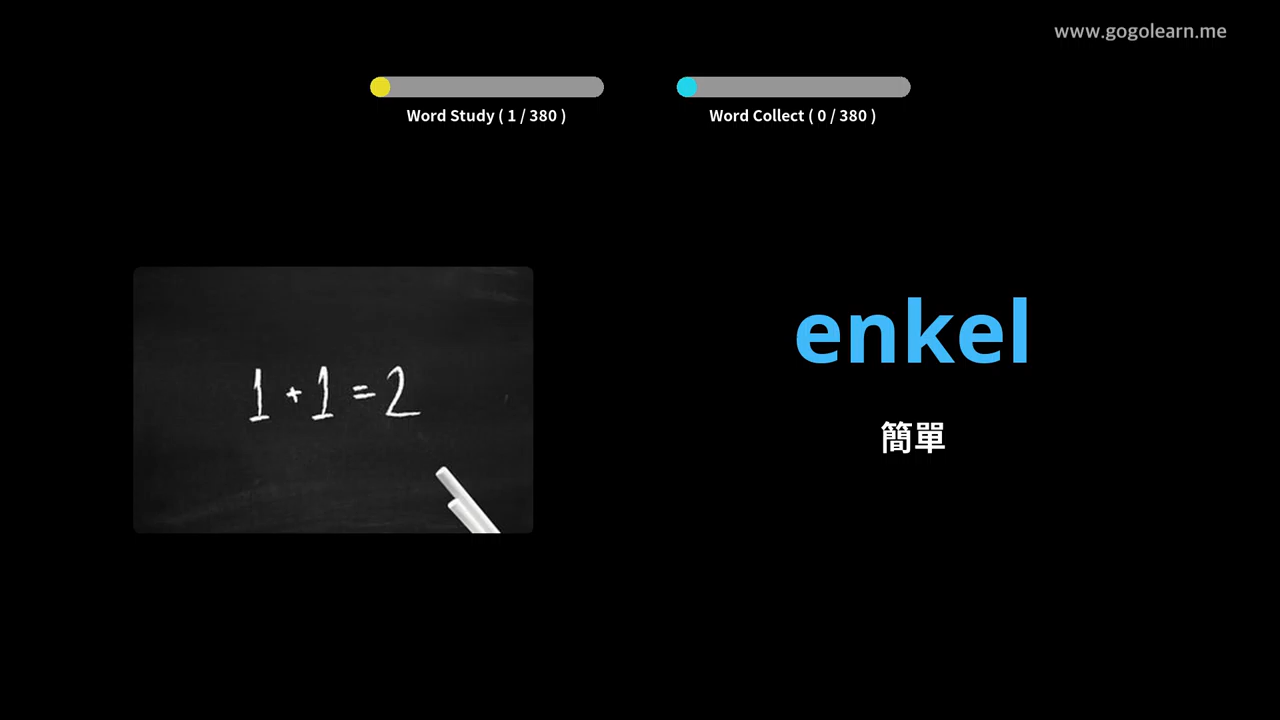 www.gogolearn.me
Word Study ( 1 / 380 )
Word Collect ( 0 / 380 )
1 + 1 = 2
enkel
簡單